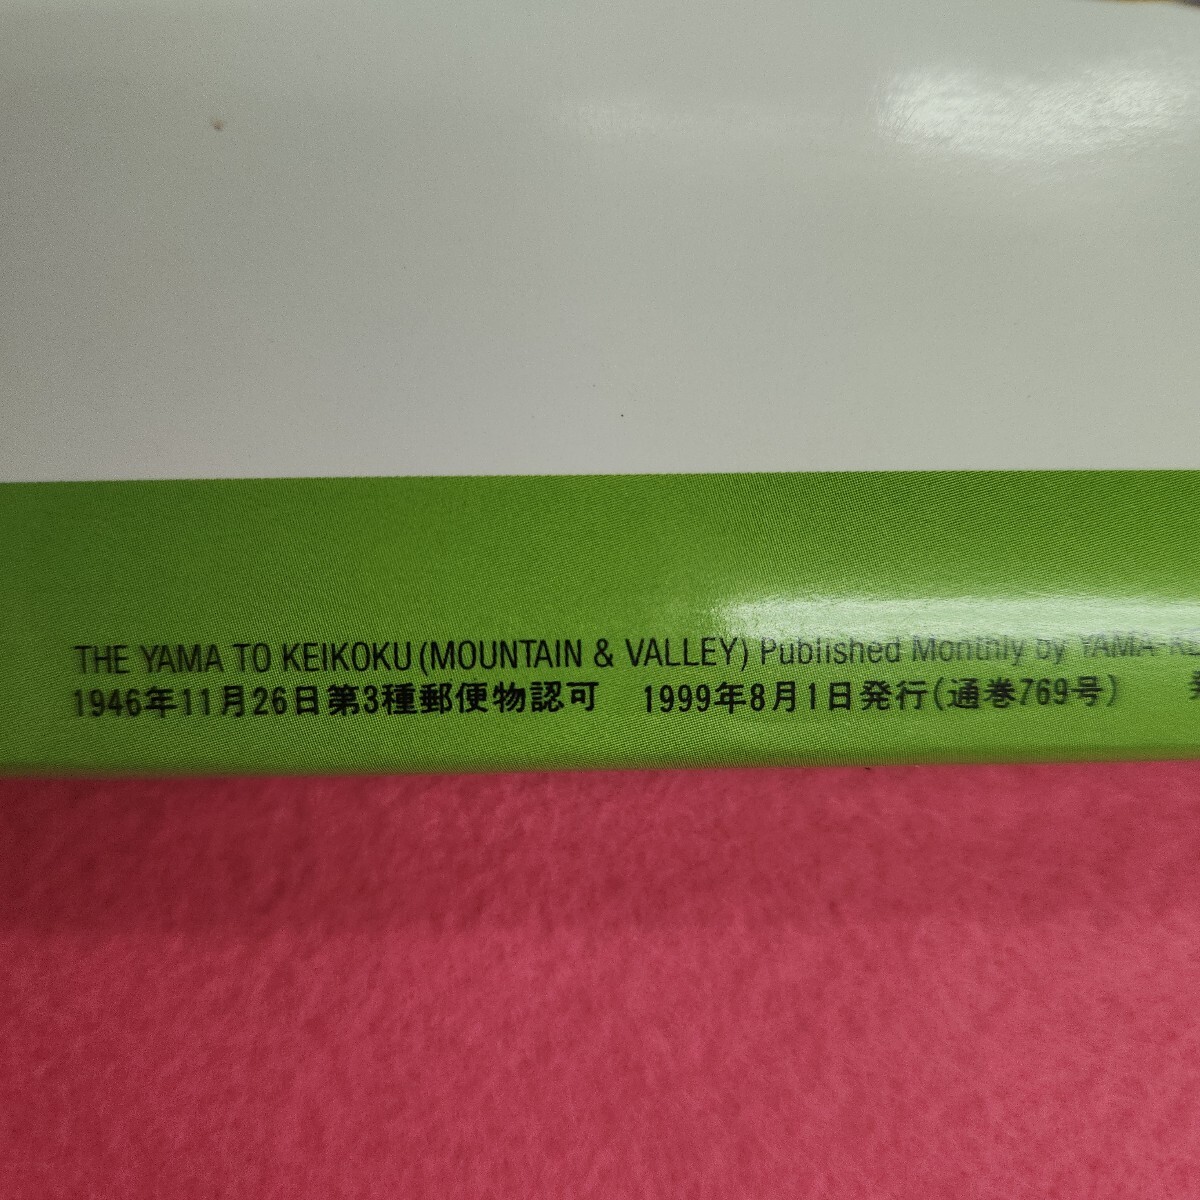 THE YAMA TO KEIKOKU (MOUNTAIN & VALLEY) Published Monthly by YAMA-KE
1946年11月26日第3種郵便物認可 1999年8月1日発行(通巻769号)